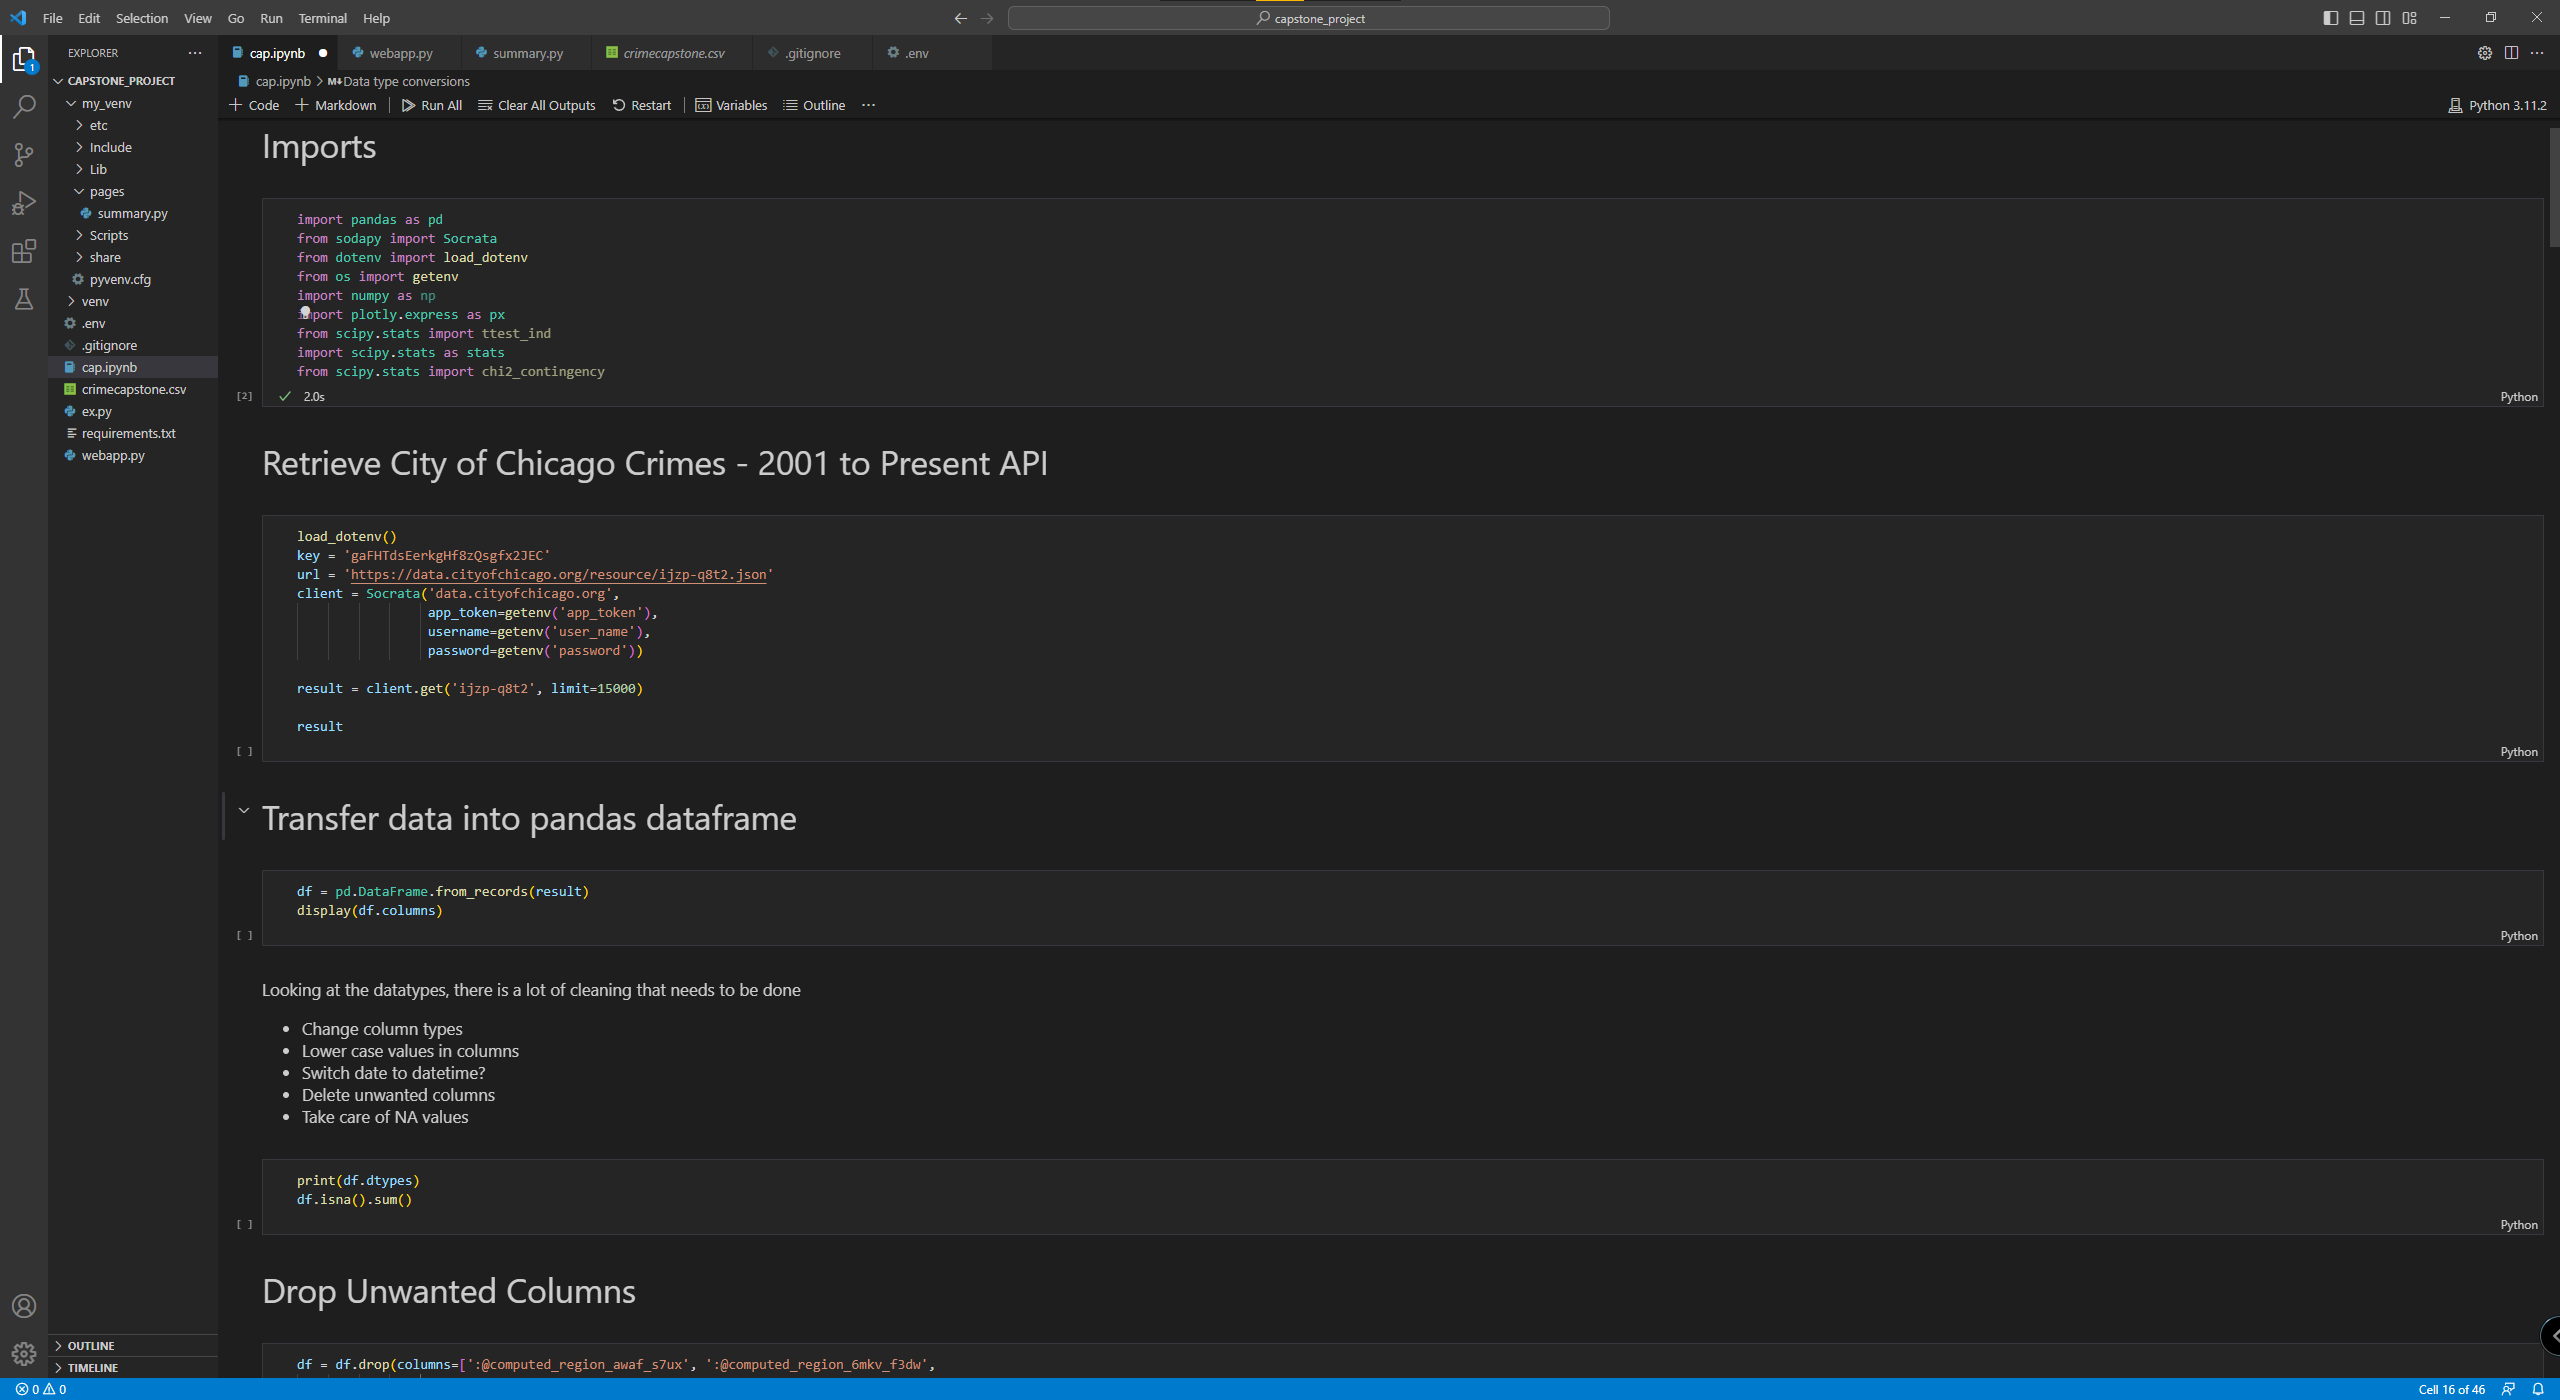 File Edit Selection View Go Run Terminal Help
capstone_project
EXPLORER
CAPSTONE_PROJECT
my_venv
etc
Include
Lib
pages
summary.py
Scripts
share
pyvenv.cfg
venv
.env
.gitignore
cap.ipynb
crimecapstone.csv
ex.py
requirements.txt
webapp.py
OUTLINE
TIMELINE
1
cap.ipynb webapp.py summary.py crimecapstone.csv .gitignore .env
cap.ipynb > M↓Data type conversions
+ Code + Markdown | Run All Clear All Outputs Restart | Variables Outline ...
Python 3.11.2
Imports
import pandas as pd
from sodapy import Socrata
from dotenv import load_dotenv
from os import getenv
import numpy as np
import plotly.express as px
from scipy.stats import ttest_ind
import scipy.stats as stats
from scipy.stats import chi2_contingency
[2] 2.0s Python
Retrieve City of Chicago Crimes - 2001 to Present API
load_dotenv()
key = 'gaFHTdsEerkgHf8zQsgfx2JEC'
url = 'https://data.cityofchicago.org/resource/ijzp-q8t2.json'
client = Socrata('data.cityofchicago.org',
app_token=getenv('app_token'),
username=getenv('user_name'),
password=getenv('password'))
result = client.get('ijzp-q8t2', limit=15000)
result
[ ] Python
Transfer data into pandas dataframe
df = pd.DataFrame.from_records(result)
display(df.columns)
[ ] Python
Looking at the datatypes, there is a lot of cleaning that needs to be done
• Change column types
• Lower case values in columns
• Switch date to datetime?
• Delete unwanted columns
• Take care of NA values
print(df.dtypes)
df.isna().sum()
[ ] Python
Drop Unwanted Columns
df = df.drop(columns=[':@computed_region_awaf_s7ux', ':@computed_region_6mkv_f3dw',
0 0
Cell 16 of 46